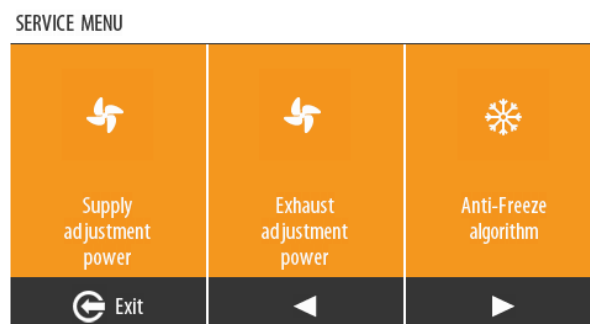 SERVICE MENU
Supply
adjustment
power
Exhaust
adjustment
power
Anti-Freeze
algorithm
Exit